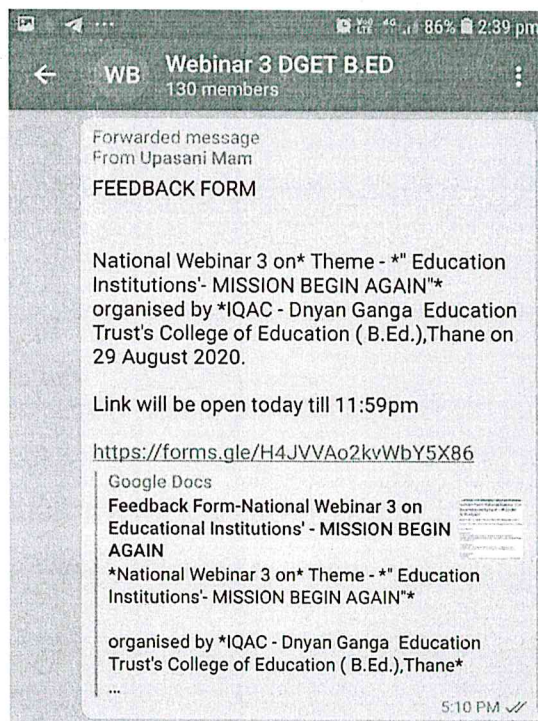 86% 2:39 pm
WB Webinar 3 DGET B.ED
130 members
Forwarded message
From Upasani Mam
FEEDBACK FORM
National Webinar 3 on* Theme - *" Education
Institutions'- MISSION BEGIN AGAIN"*
organised by *IQAC - Dnyan Ganga Education
Trust's College of Education ( B.Ed.),Thane on
29 August 2020.
Link will be open today till 11:59pm
https://forms.gle/H4JVVAo2kvWbY5X86
Google Docs
Feedback Form-National Webinar 3 on
Educational Institutions' - MISSION BEGIN
AGAIN
*National Webinar 3 on* Theme - *" Education
Institutions'- MISSION BEGIN AGAIN"*
organised by *IQAC - Dnyan Ganga Education
Trust's College of Education ( B.Ed.),Thane*
...
5:10 PM